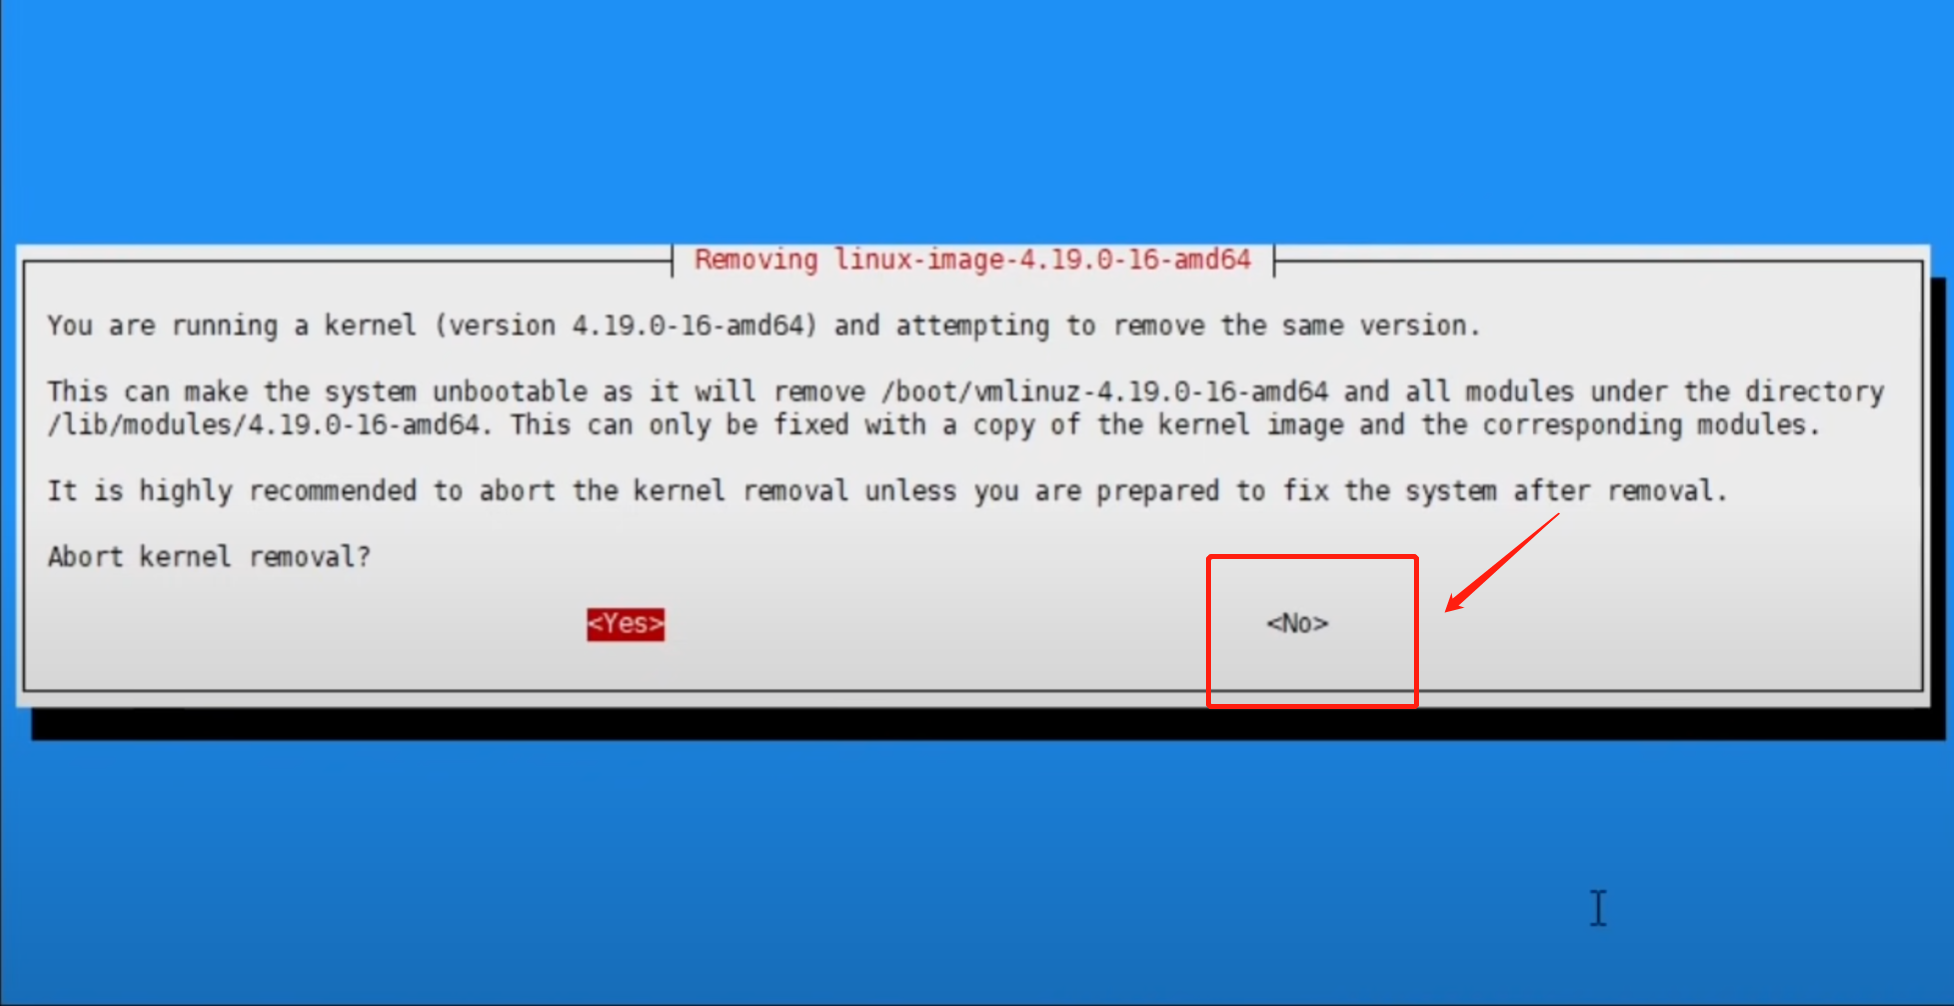 Removing linux-image-4.19.0-16-amd64
You are running a kernel (version 4.19.0-16-amd64) and attempting to remove the same version.
This can make the system unbootable as it will remove /boot/vmlinuz-4.19.0-16-amd64 and all modules under the directory
/lib/modules/4.19.0-16-amd64. This can only be fixed with a copy of the kernel image and the corresponding modules.
It is highly recommended to abort the kernel removal unless you are prepared to fix the system after removal.
Abort kernel removal?
<Yes> <No>